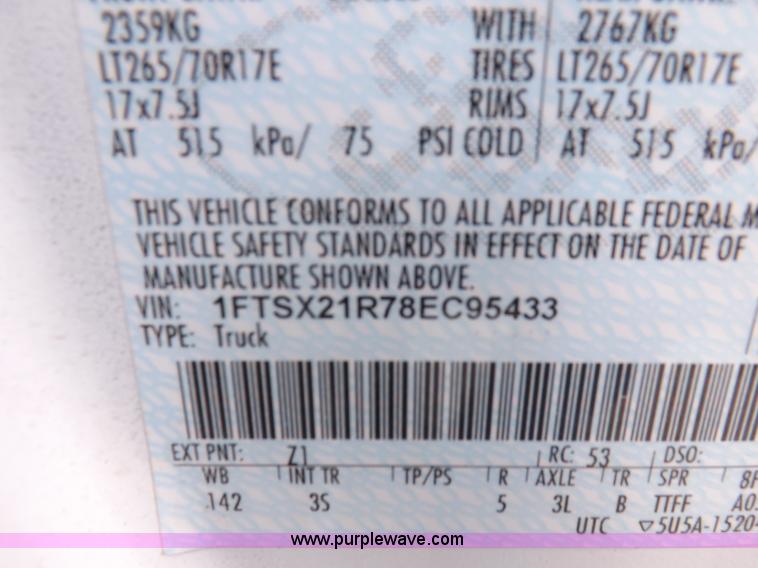 2359KG WITH 2767KG
LT265/70R17E TIRES LT265/70R17E
17x7.5J RIMS 17x7.5J
AT 515 kPa/ 75 PSI COLD AT 515 kPa/
THIS VEHICLE CONFORMS TO ALL APPLICABLE FEDERAL M
VEHICLE SAFETY STANDARDS IN EFFECT ON THE DATE OF
MANUFACTURE SHOWN ABOVE.
VIN: 1FTSX21R78EC95433
TYPE: Truck
EXT PNT: Z1 RC: 53 DSO:
WB INT TR TP/PS R AXLE TR SPR
142 3S 5 3L B TTFF
UTC ▽5U5A-1520
www.purplewave.com